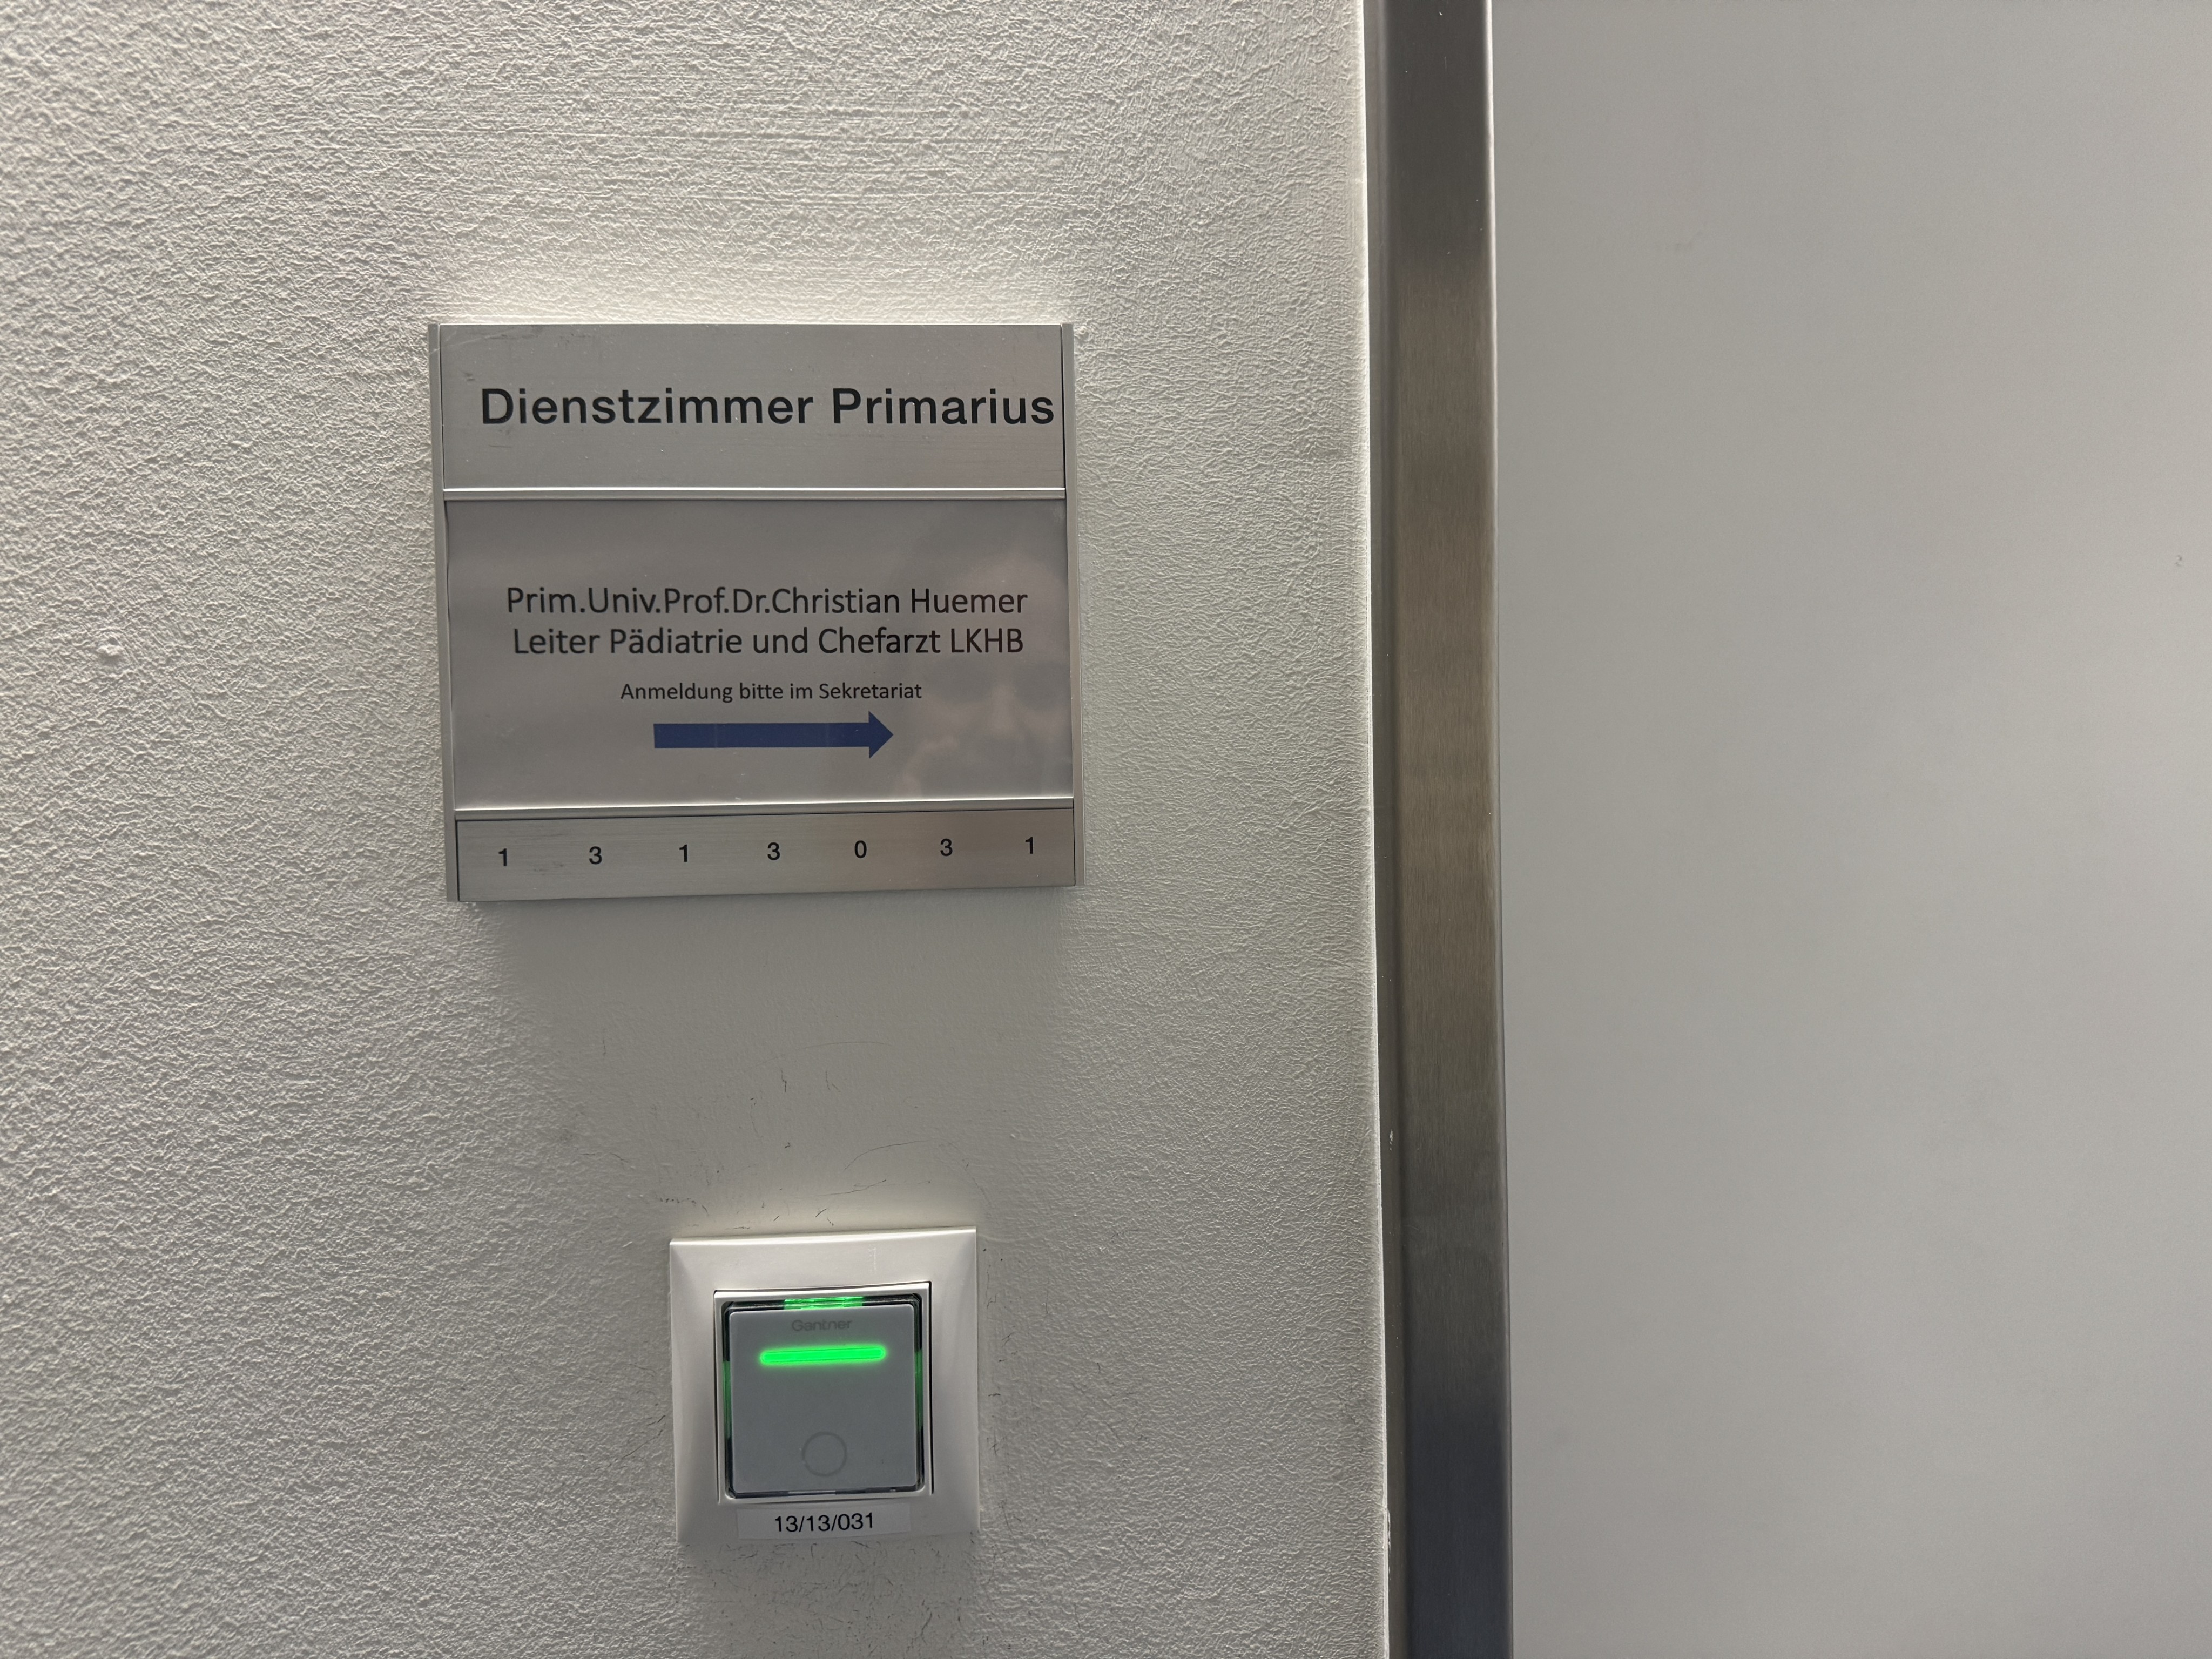 Dienstzimmer Primarius
Prim.Univ.Prof.Dr.Christian Huemer
Leiter Pädiatrie und Chefarzt LKHB
Anmeldung bitte im Sekretariat
1 3 1 3 0 3 1
Gantner
13/13/031